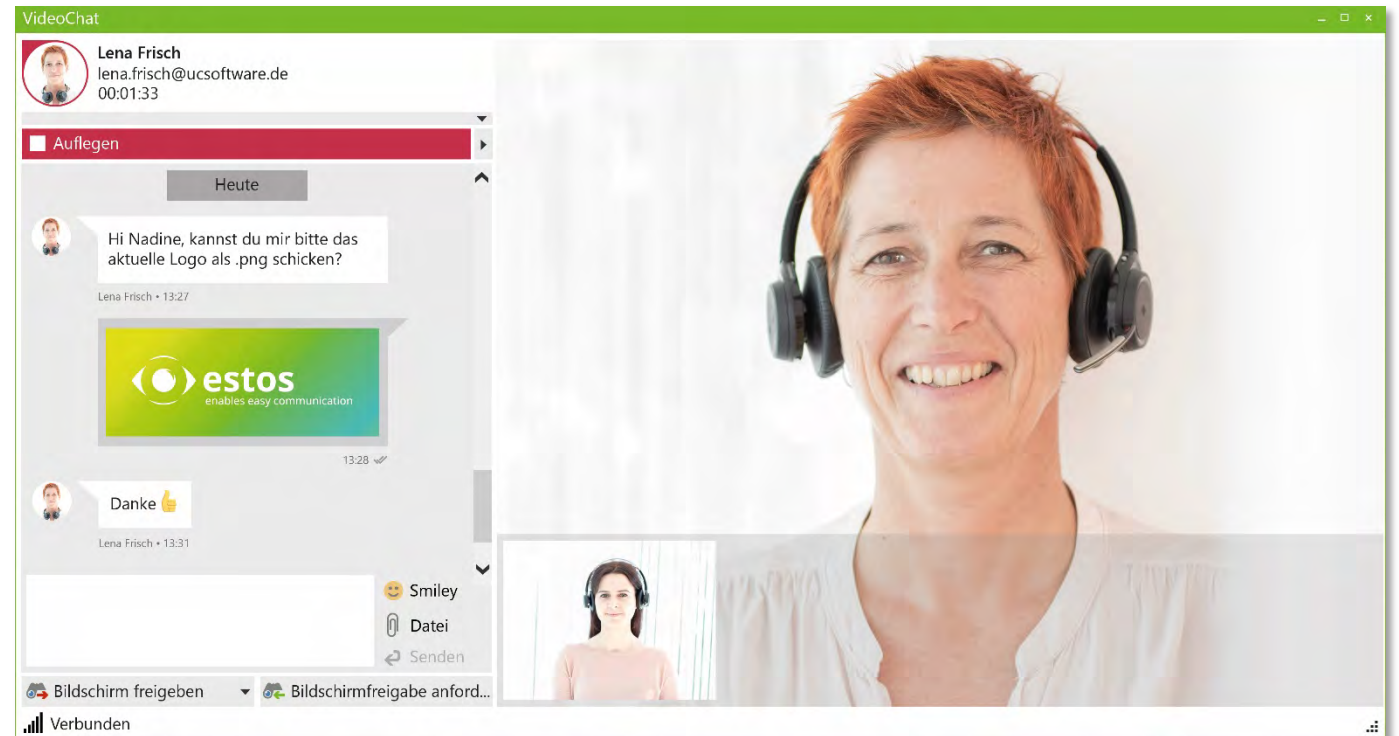 VideoChat
Lena Frisch
lena.frisch@ucsoftware.de
00:01:33
Auflegen
Heute
Hi Nadine, kannst du mir bitte das
aktuelle Logo als .png schicken?
Lena Frisch • 13:27
estos
enables easy communication
13:28
Danke
Lena Frisch • 13:31
Smiley
Datei
Senden
Bildschirm freigeben
Bildschirmfreigabe anford...
Verbunden